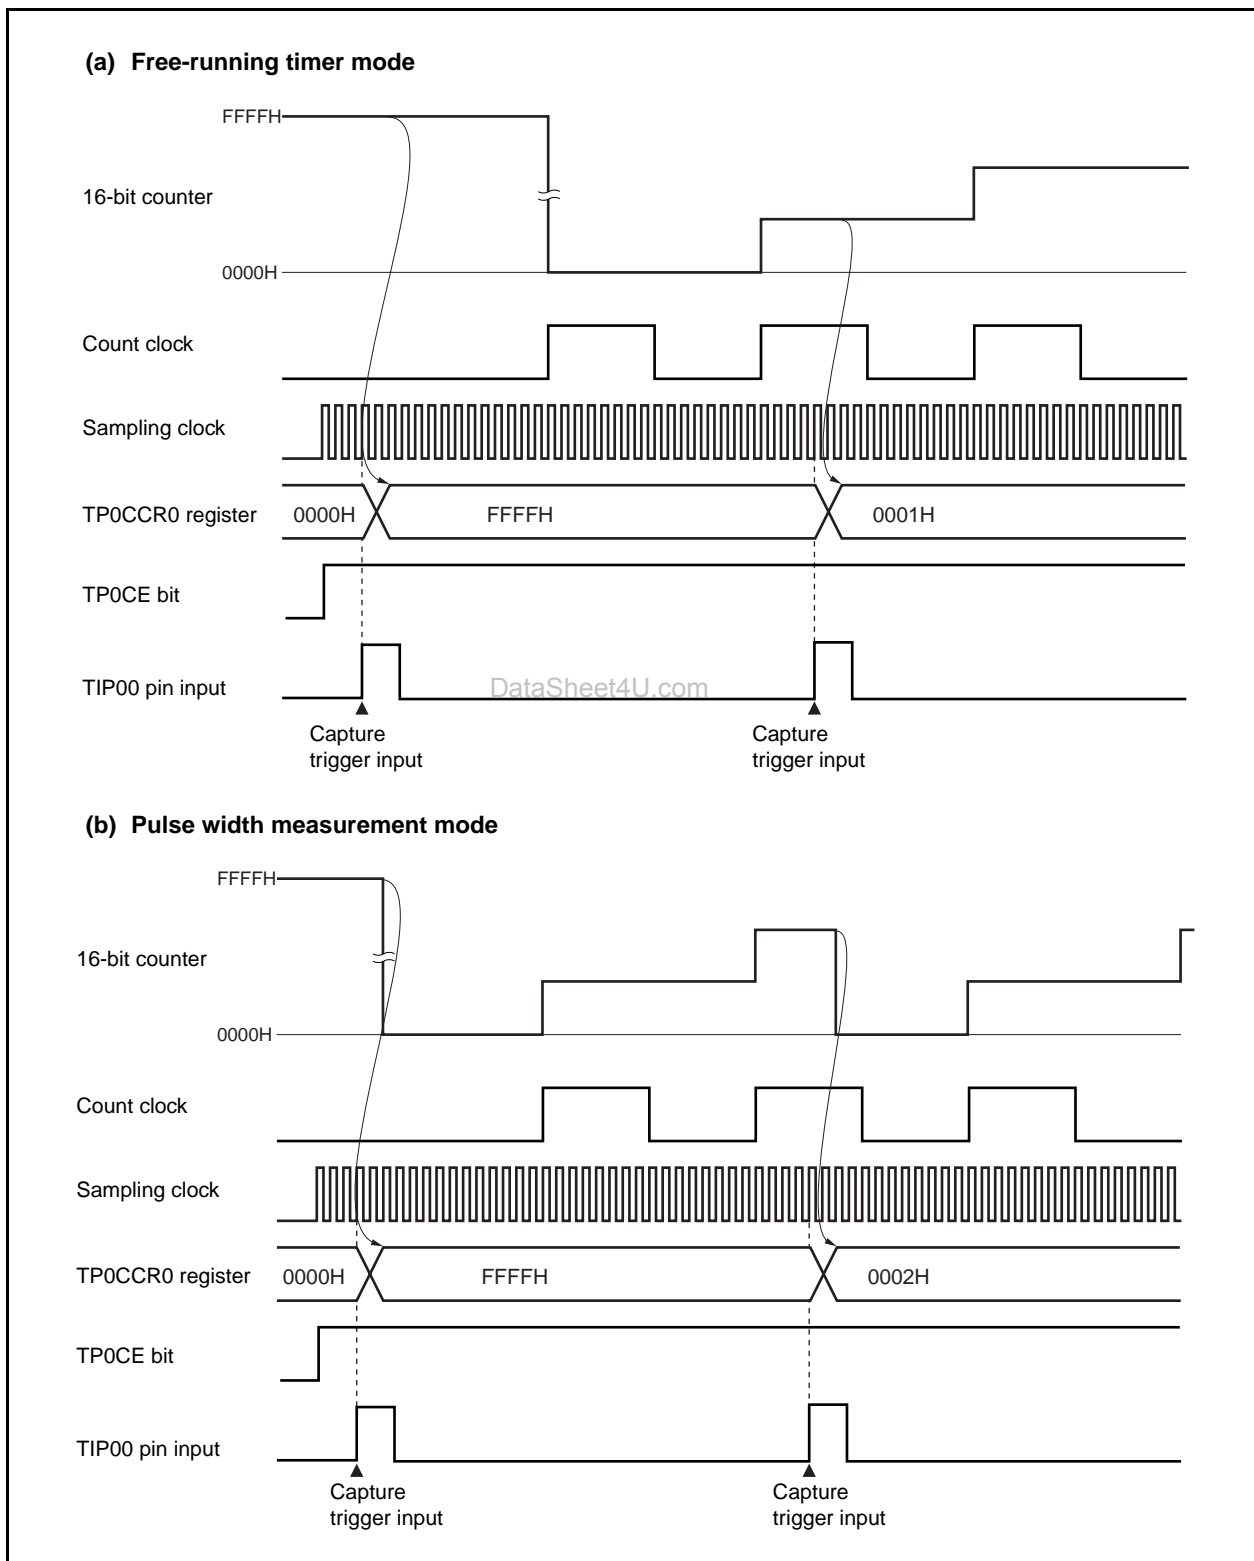 (a) Free-running timer mode
FFFFH
16-bit counter
0000H
Count clock
Sampling clock
TP0CCR0 register 0000H FFFFH 0001H
TP0CE bit
TIP00 pin input
DataSheet4U.com
Capture
trigger input
Capture
trigger input
(b) Pulse width measurement mode
FFFFH
16-bit counter
0000H
Count clock
Sampling clock
TP0CCR0 register 0000H FFFFH 0002H
TP0CE bit
TIP00 pin input
Capture
trigger input
Capture
trigger input